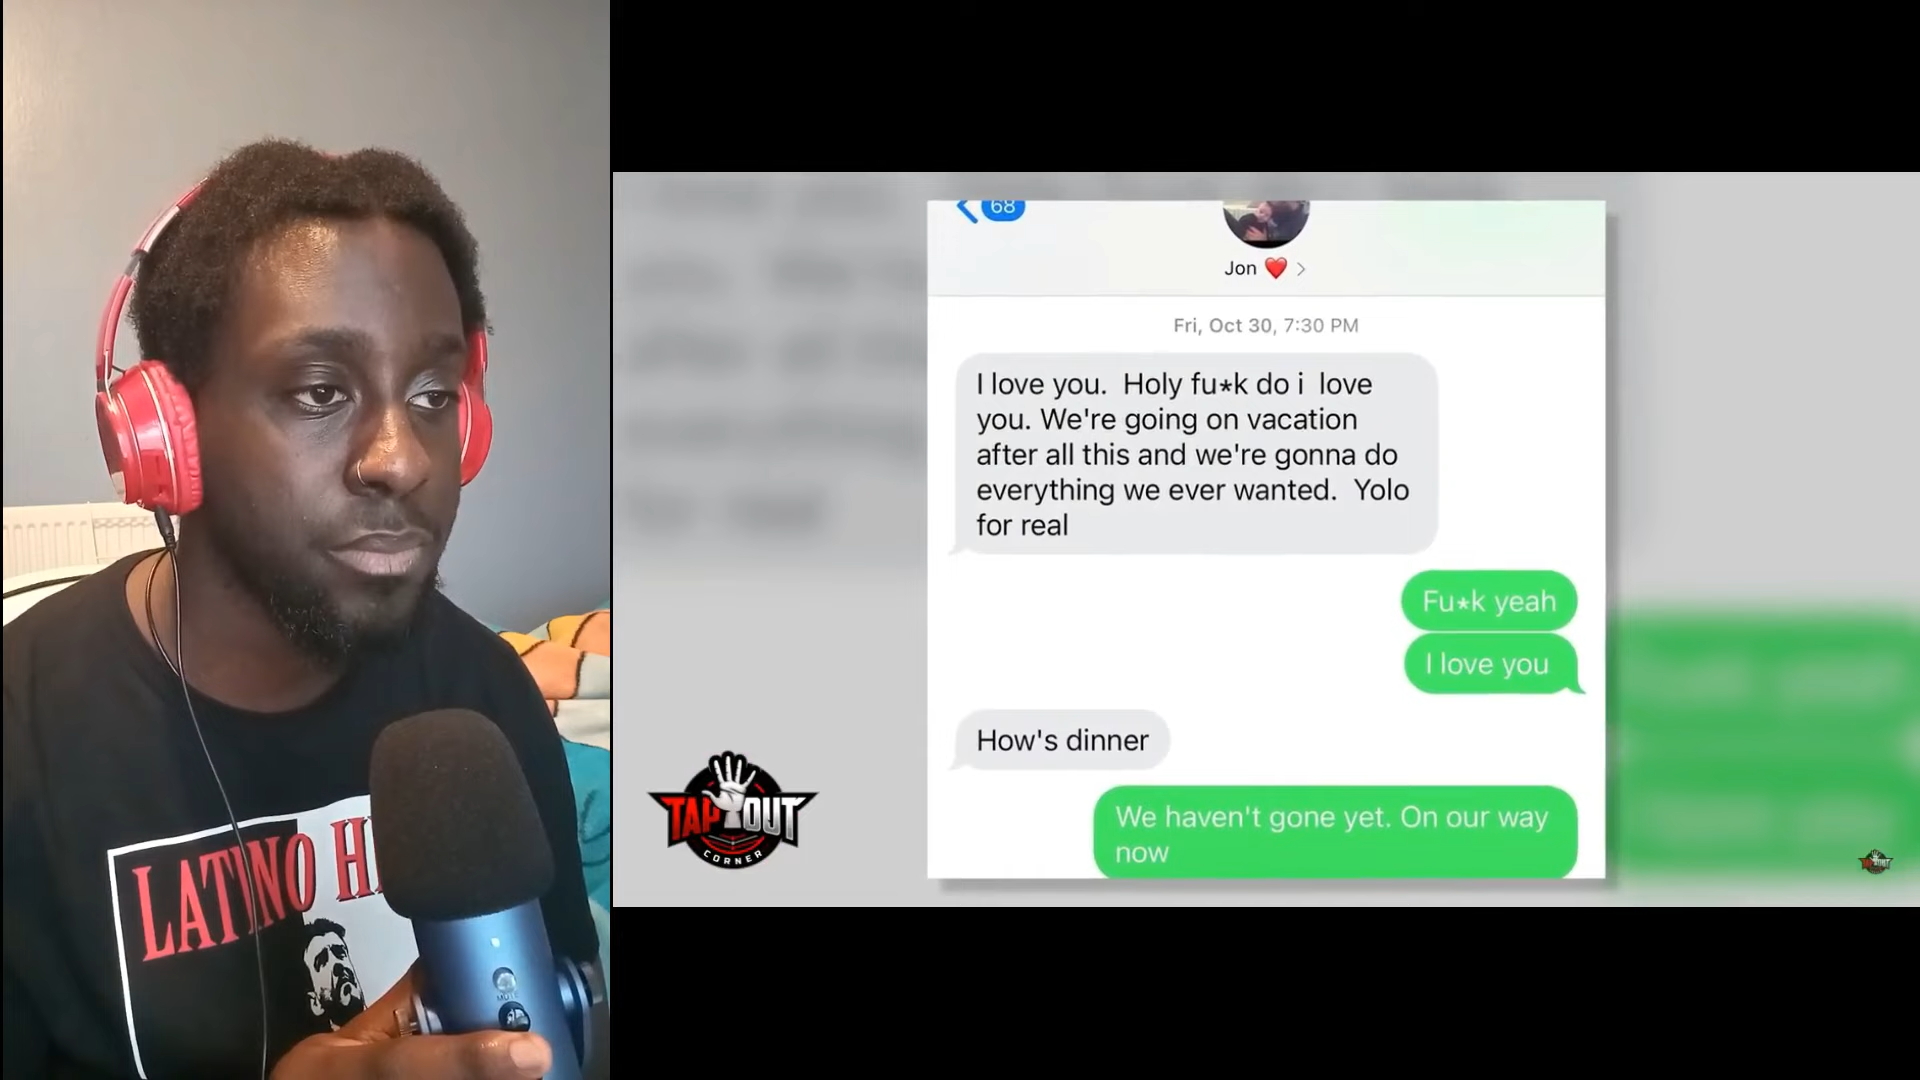 LATINO H
MUTE
68
Jon ❤️ >
Fri, Oct 30, 7:30 PM
I love you.  Holy fu*k do i  love
you. We're going on vacation
after all this and we're gonna do
everything we ever wanted.  Yolo
for real
Fu*k yeah
I love you
How's dinner
We haven't gone yet. On our way
now
TAP OUT
CORNER